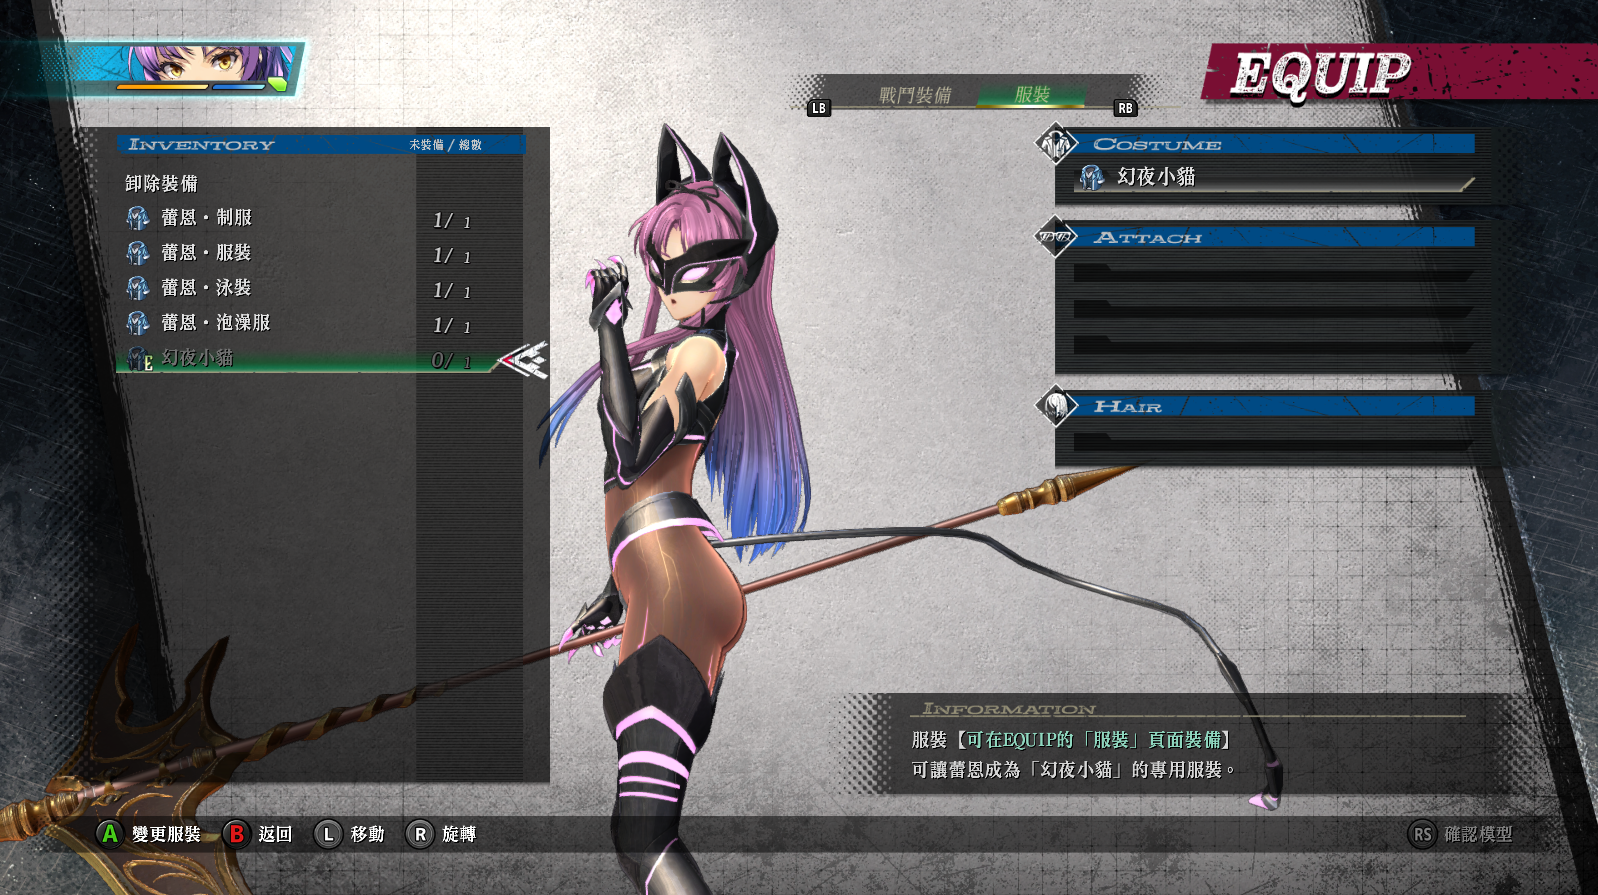 EQUIP
LB 戰鬥裝備 服裝 RB
INVENTORY 未裝備 / 總數
卸除裝備
蕾恩・制服 1/ 1
蕾恩・服裝 1/ 1
蕾恩・泳裝 1/ 1
蕾恩・泡澡服 1/ 1
E 幻夜小貓 0/ 1
COSTUME
幻夜小貓
ATTACH
HAIR
INFORMATION
服裝【可在EQUIP的「服裝」頁面裝備】
可讓蕾恩成為「幻夜小貓」的專用服裝。
A 變更服裝 B 返回 L 移動 R 旋轉 RS 確認模型